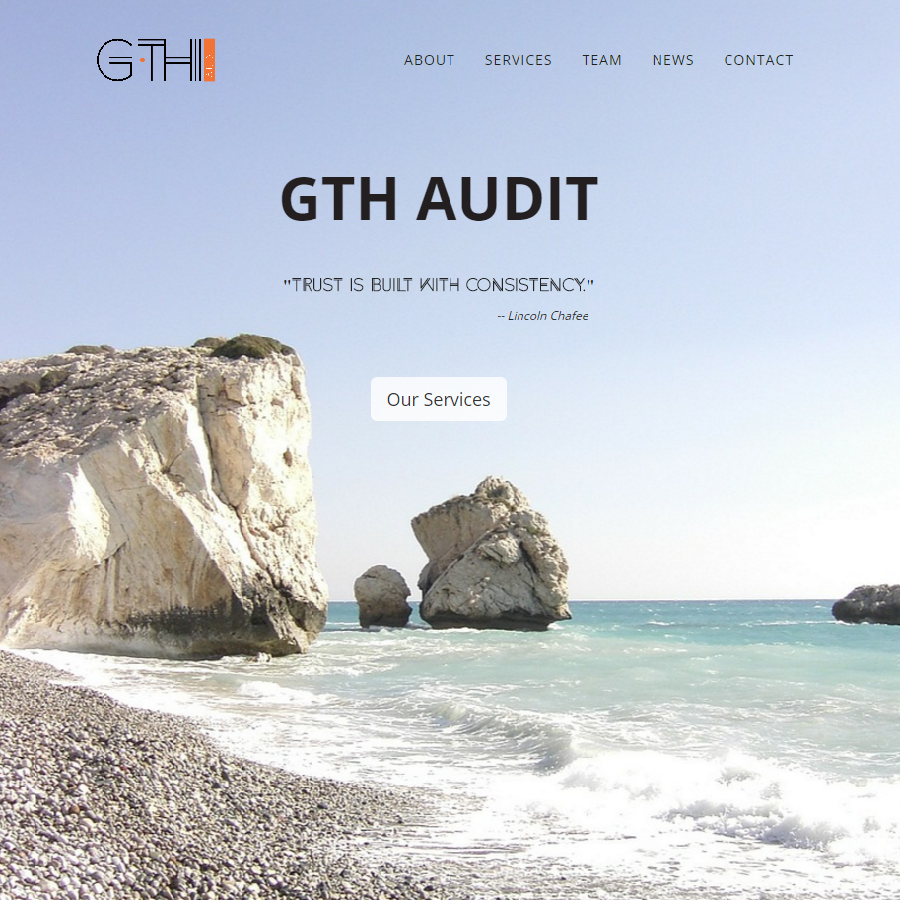 GTH
ABOUT SERVICES TEAM NEWS CONTACT
GTH AUDIT
"TRUST IS BUILT WITH CONSISTENCY."
-- Lincoln Chafee
Our Services